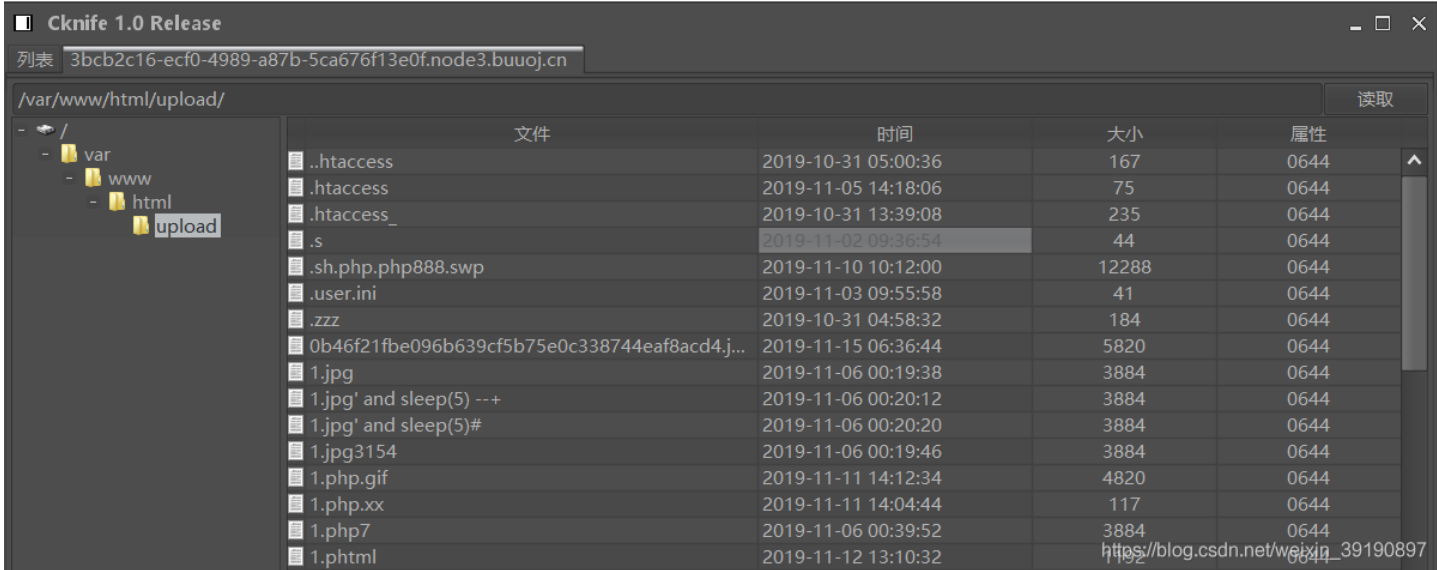 Cknife 1.0 Release
列表 3bcb2c16-ecf0-4989-a87b-5ca676f13e0f.node3.buuoj.cn
/var/www/html/upload/ 读取
/
var
www
html
upload
文件 时间 大小 属性
..htaccess 2019-10-31 05:00:36 167 0644
.htaccess 2019-11-05 14:18:06 75 0644
.htaccess_ 2019-10-31 13:39:08 235 0644
.s 2019-11-02 09:36:54 44 0644
.sh.php.php888.swp 2019-11-10 10:12:00 12288 0644
.user.ini 2019-11-03 09:55:58 41 0644
.zzz 2019-10-31 04:58:32 184 0644
0b46f21fbe096b639cf5b75e0c338744eaf8acd4.j... 2019-11-15 06:36:44 5820 0644
1.jpg 2019-11-06 00:19:38 3884 0644
1.jpg' and sleep(5) --+ 2019-11-06 00:20:12 3884 0644
1.jpg' and sleep(5)# 2019-11-06 00:20:20 3884 0644
1.jpg3154 2019-11-06 00:19:46 3884 0644
1.php.gif 2019-11-11 14:12:34 4820 0644
1.php.xx 2019-11-11 14:04:44 117 0644
1.php7 2019-11-06 00:39:52 3884 0644
1.phtml 2019-11-12 13:10:32 1192 0644
https://blog.csdn.net/weixin_39190897